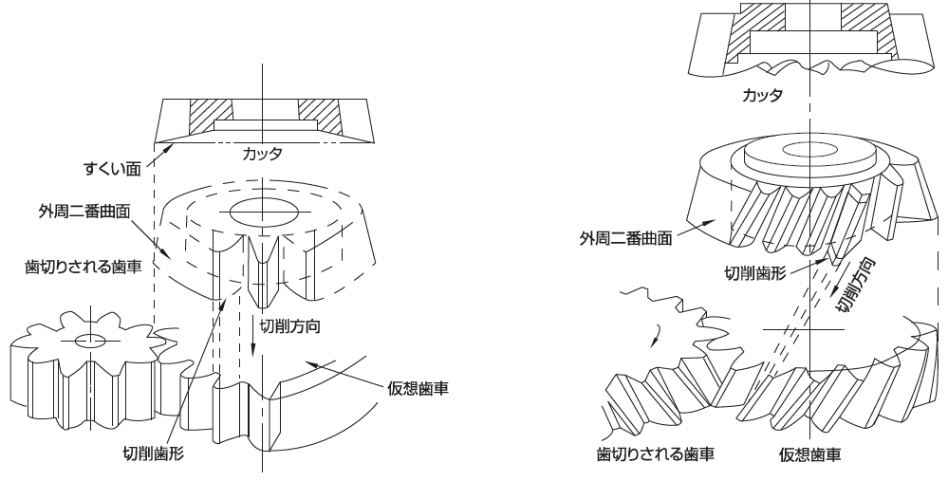 カッタ
すくい面
外周二番曲面
歯切りされる歯車
切削方向
仮想歯車
切削歯形
カッタ
外周二番曲面
切削歯形
切削方向
歯切りされる歯車
仮想歯車